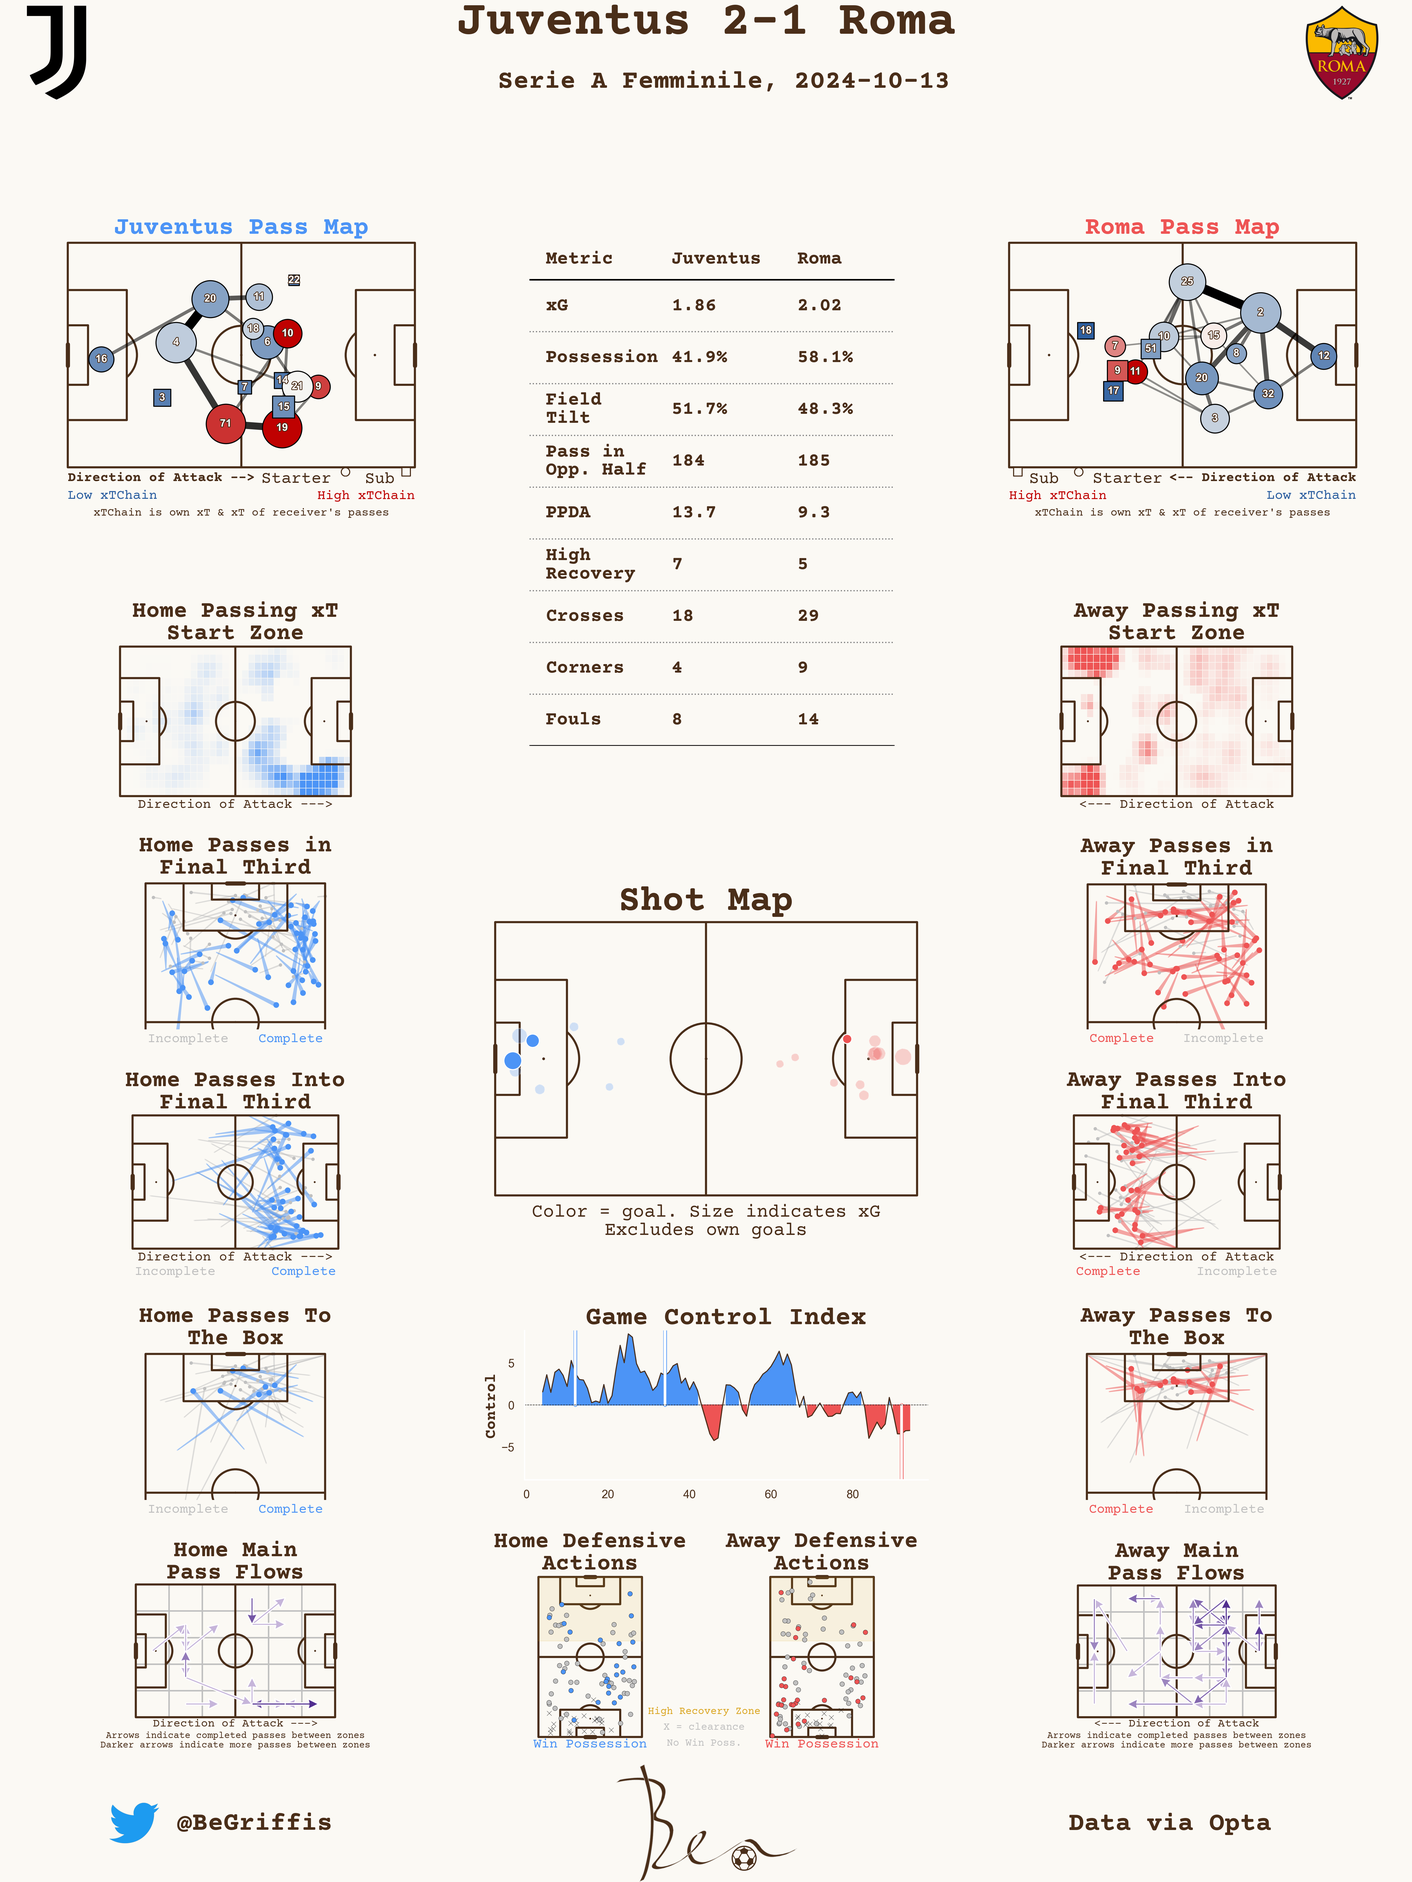 Juventus 2-1 Roma
Serie A Femminile, 2024-10-13
ROMA
1927
Juventus Pass Map
22
20
11
18
10
4
6
16
14
7
21
9
3
15
71
19
Direction of Attack --> Starter Sub
Low xTChain High xTChain
xTChain is own xT & xT of receiver's passes
Metric Juventus Roma
xG 1.86 2.02
Possession 41.9% 58.1%
Field
Tilt 51.7% 48.3%
Pass in
Opp. Half 184 185
PPDA 13.7 9.3
High
Recovery 7 5
Crosses 18 29
Corners 4 9
Fouls 8 14
Roma Pass Map
25
2
18
10
15
7
51
8
12
9
11
20
17
32
3
Sub Starter <-- Direction of Attack
High xTChain Low xTChain
xTChain is own xT & xT of receiver's passes
Home Passing xT
Start Zone
Direction of Attack --->
Away Passing xT
Start Zone
<--- Direction of Attack
Home Passes in
Final Third
Incomplete Complete
Away Passes in
Final Third
Complete Incomplete
Shot Map
Color = goal. Size indicates xG
Excludes own goals
Home Passes Into
Final Third
Direction of Attack --->
Incomplete Complete
Away Passes Into
Final Third
<--- Direction of Attack
Complete Incomplete
Home Passes To
The Box
Incomplete Complete
Game Control Index
Control
5
0
−5
0 20 40 60 80
Away Passes To
The Box
Complete Incomplete
Home Main
Pass Flows
Direction of Attack --->
Arrows indicate completed passes between zones
Darker arrows indicate more passes between zones
Home Defensive
Actions
Win Possession
Away Defensive
Actions
Win Possession
High Recovery Zone
X = clearance
No Win Poss.
Away Main
Pass Flows
<--- Direction of Attack
Arrows indicate completed passes between zones
Darker arrows indicate more passes between zones
@BeGriffis
Ben
Data via Opta